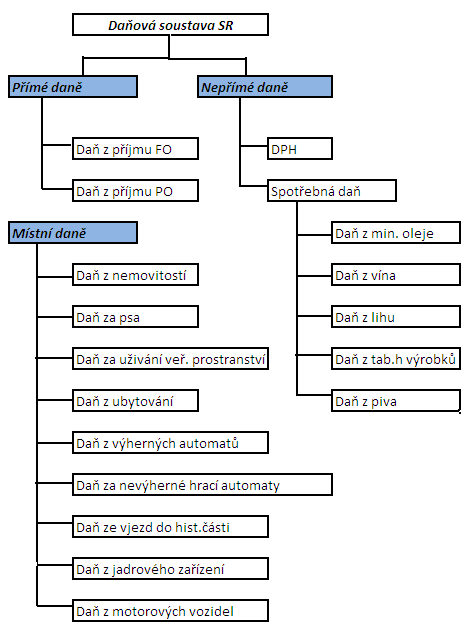 Daňová soustava SR
Přímé daně
Nepřímé daně
Daň z příjmu FO
DPH
Daň z příjmu PO
Spotřebná daň
Místní daně
Daň z min. oleje
Daň z nemovitostí
Daň z vína
Daň za psa
Daň z lihu
Daň za uživání veř. prostranství
Daň z tab.h výrobků
Daň z ubytování
Daň z piva
Daň z výherných automatů
Daň za nevýherné hrací automaty
Daň ze vjezd do hist.části
Daň z jadrového zařízení
Daň z motorových vozidel